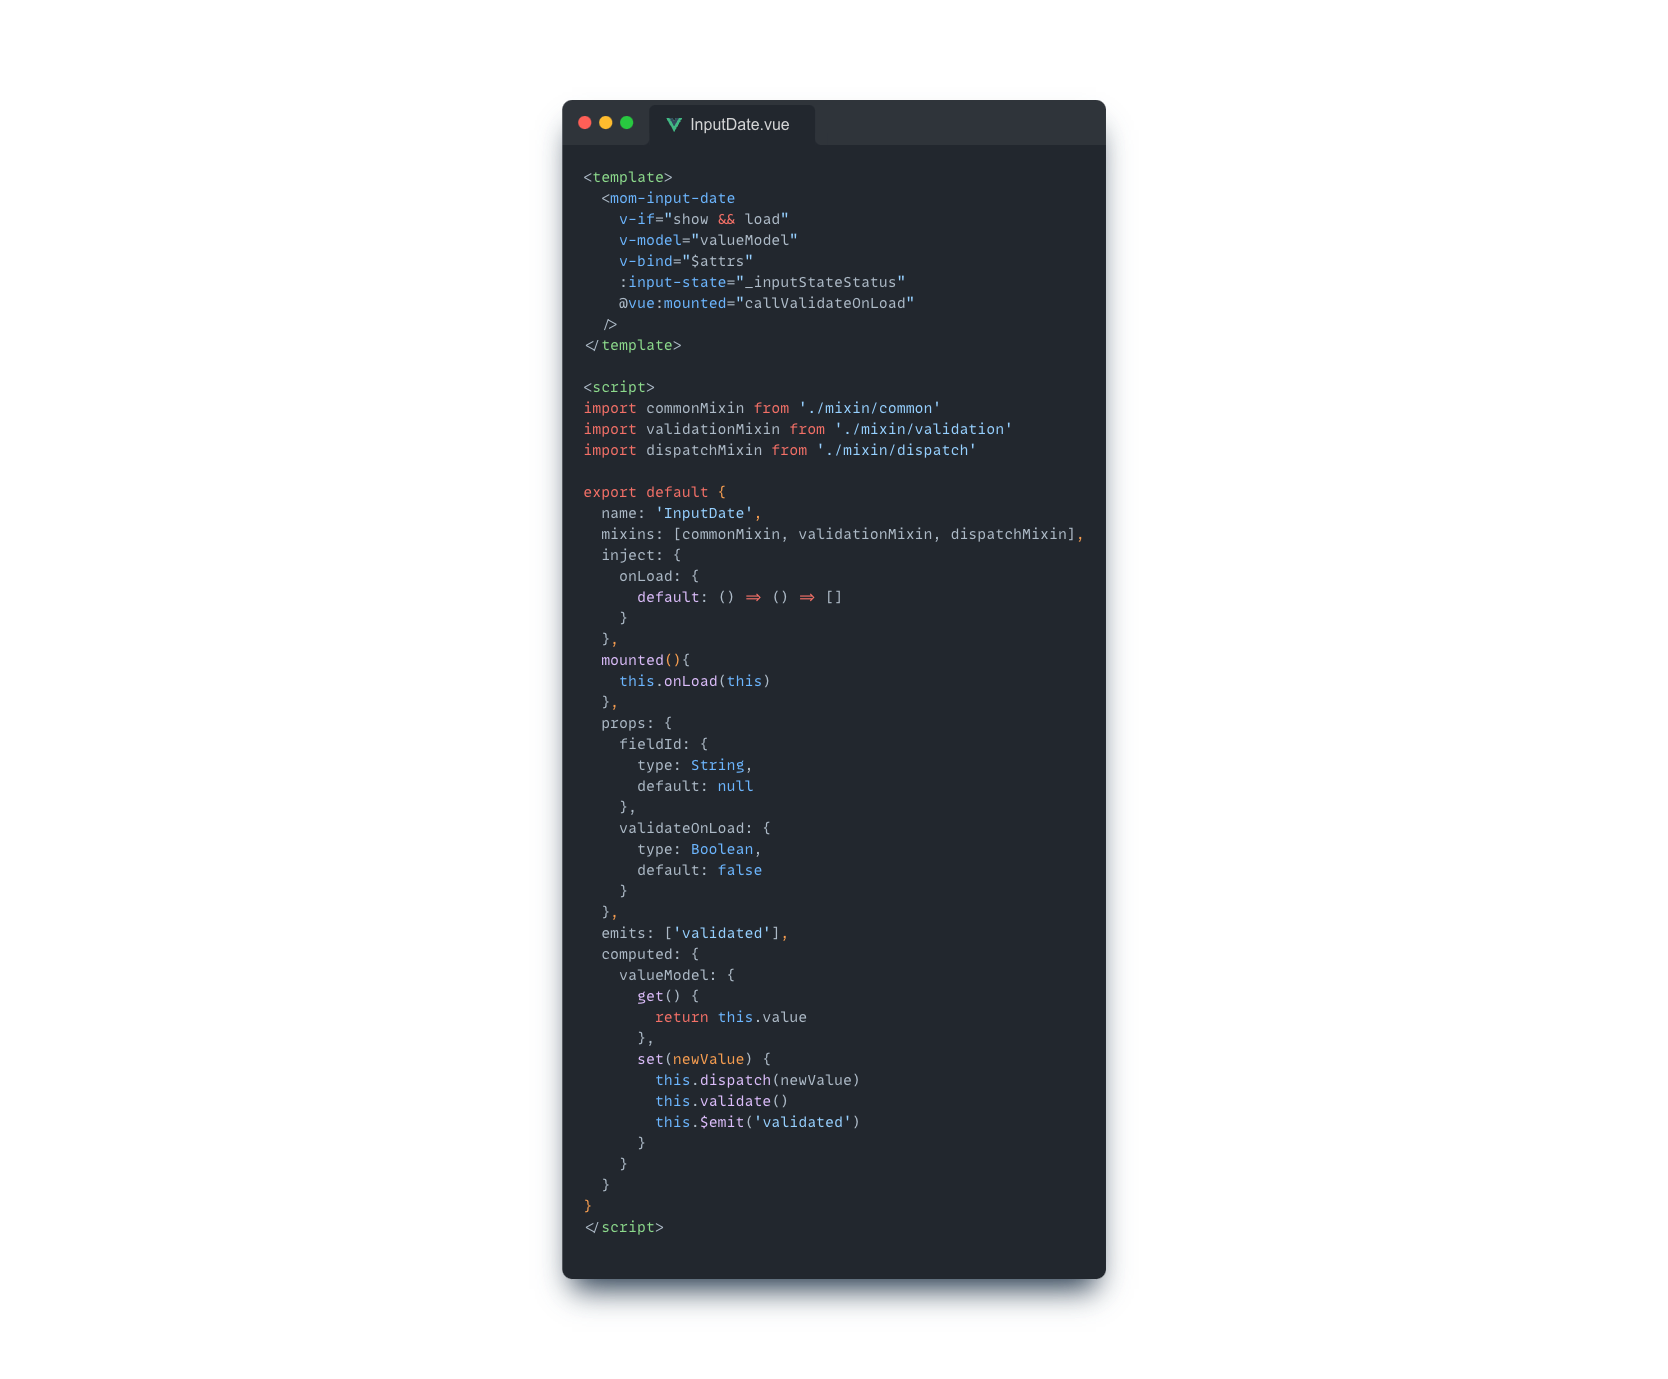 InputDate.vue
<template>
  <mom-input-date
    v-if="show && load"
    v-model="valueModel"
    v-bind="$attrs"
    :input-state="_inputStateStatus"
    @vue:mounted="callValidateOnLoad"
  />
</template>

<script>
import commonMixin from './mixin/common'
import validationMixin from './mixin/validation'
import dispatchMixin from './mixin/dispatch'

export default {
  name: 'InputDate',
  mixins: [commonMixin, validationMixin, dispatchMixin],
  inject: {
    onLoad: {
      default: () => () => []
    }
  },
  mounted(){
    this.onLoad(this)
  },
  props: {
    fieldId: {
      type: String,
      default: null
    },
    validateOnLoad: {
      type: Boolean,
      default: false
    }
  },
  emits: ['validated'],
  computed: {
    valueModel: {
      get() {
        return this.value
      },
      set(newValue) {
        this.dispatch(newValue)
        this.validate()
        this.$emit('validated')
      }
    }
  }
}
</script>